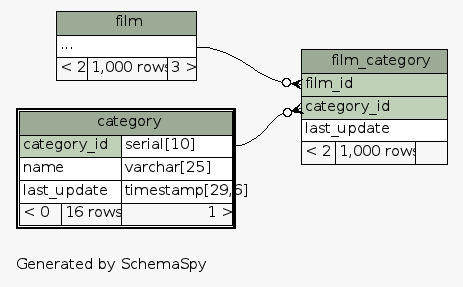 film
...
< 2 1,000 rows 3 >
film_category
film_id
category_id
last_update
< 2 1,000 rows
category
category_id serial[10]
name varchar[25]
last_update timestamp[29,6]
< 0 16 rows 1 >
Generated by SchemaSpy